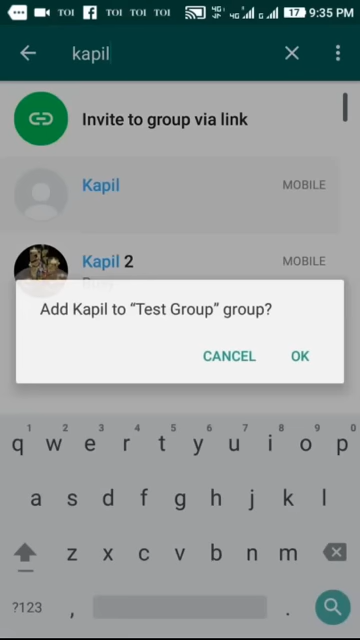 TOI TOI TOI TOI 4G 4G G 17 9:35 PM
kapil
Invite to group via link
Kapil MOBILE
Kapil 2 MOBILE
Add Kapil to “Test Group” group?
CANCEL OK
1 2 3 4 5 6 7 8 9 0
q w e r t y u i o p
a s d f g h j k l
z x c v b n m
?123 , .